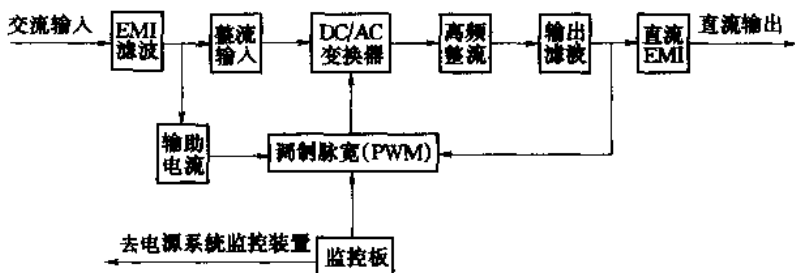 交流输入
EMI
滤波
整流
输入
DC/AC
变换器
高频
整流
输出
滤波
直流
EMI
直流输出
输助
电流
调制脉宽(PWM)
去电源系统监控装置
监控板